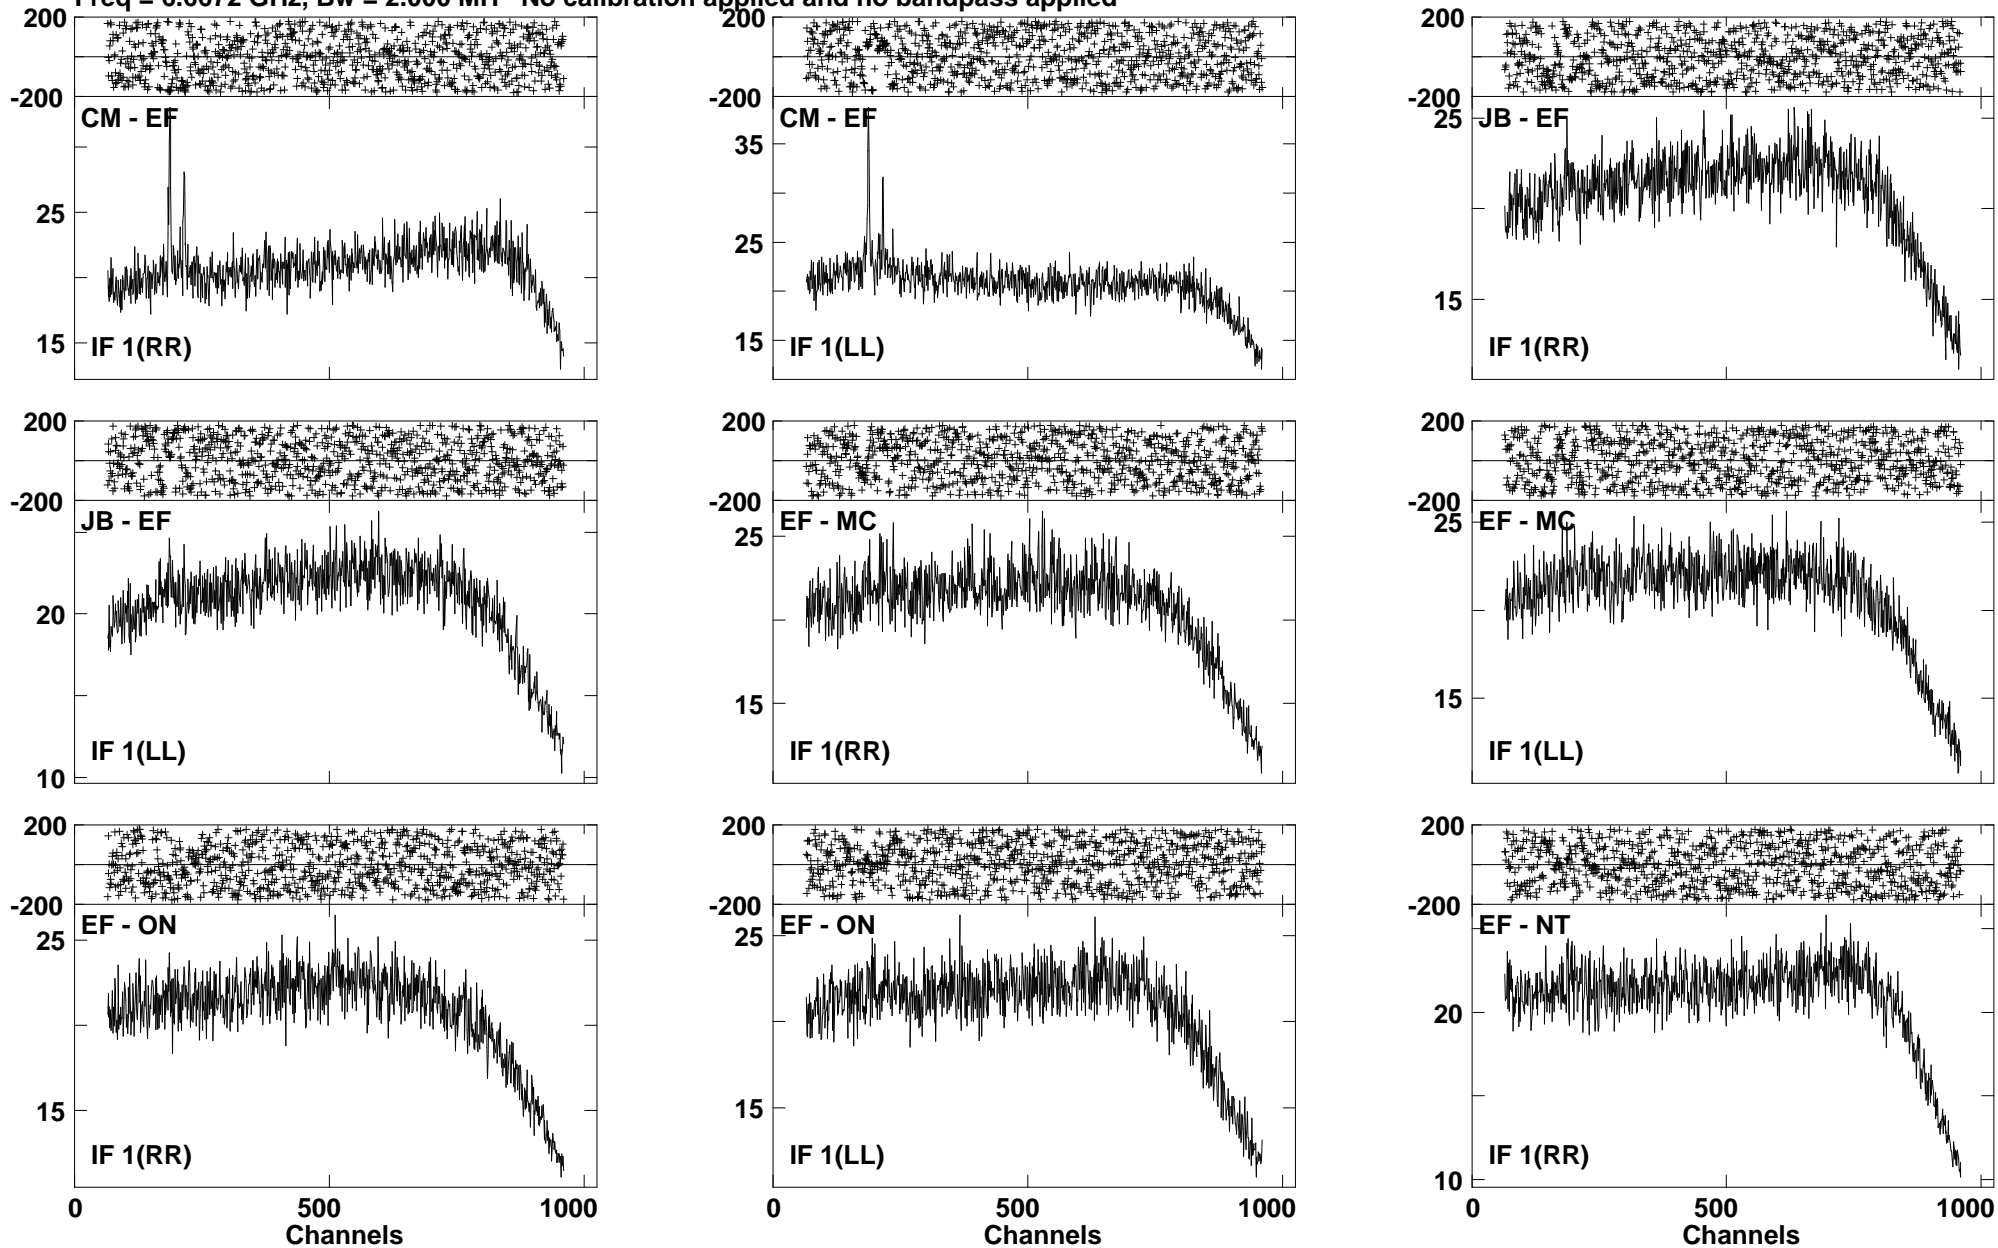 Freq = 6.6672 GHz, Bw = 2.000 MH No calibration applied and no bandpass applied
200
-200
CM - EF
25
15
IF 1(RR)
CM - EF
35
25
15
IF 1(LL)
200
-200
25
JB - EF
15
IF 1(RR)
200
-200
JB - EF
20
10
IF 1(LL)
200
-200
EF - MC
25
15
IF 1(RR)
EF - MC
25
15
IF 1(LL)
200
-200
EF - ON
25
15
IF 1(RR)
0 500 1000
Channels
200
-200
EF - ON
25
15
IF 1(LL)
0 500 1000
Channels
200
-200
EF - NT
20
10
IF 1(RR)
0 500 1000
Channels